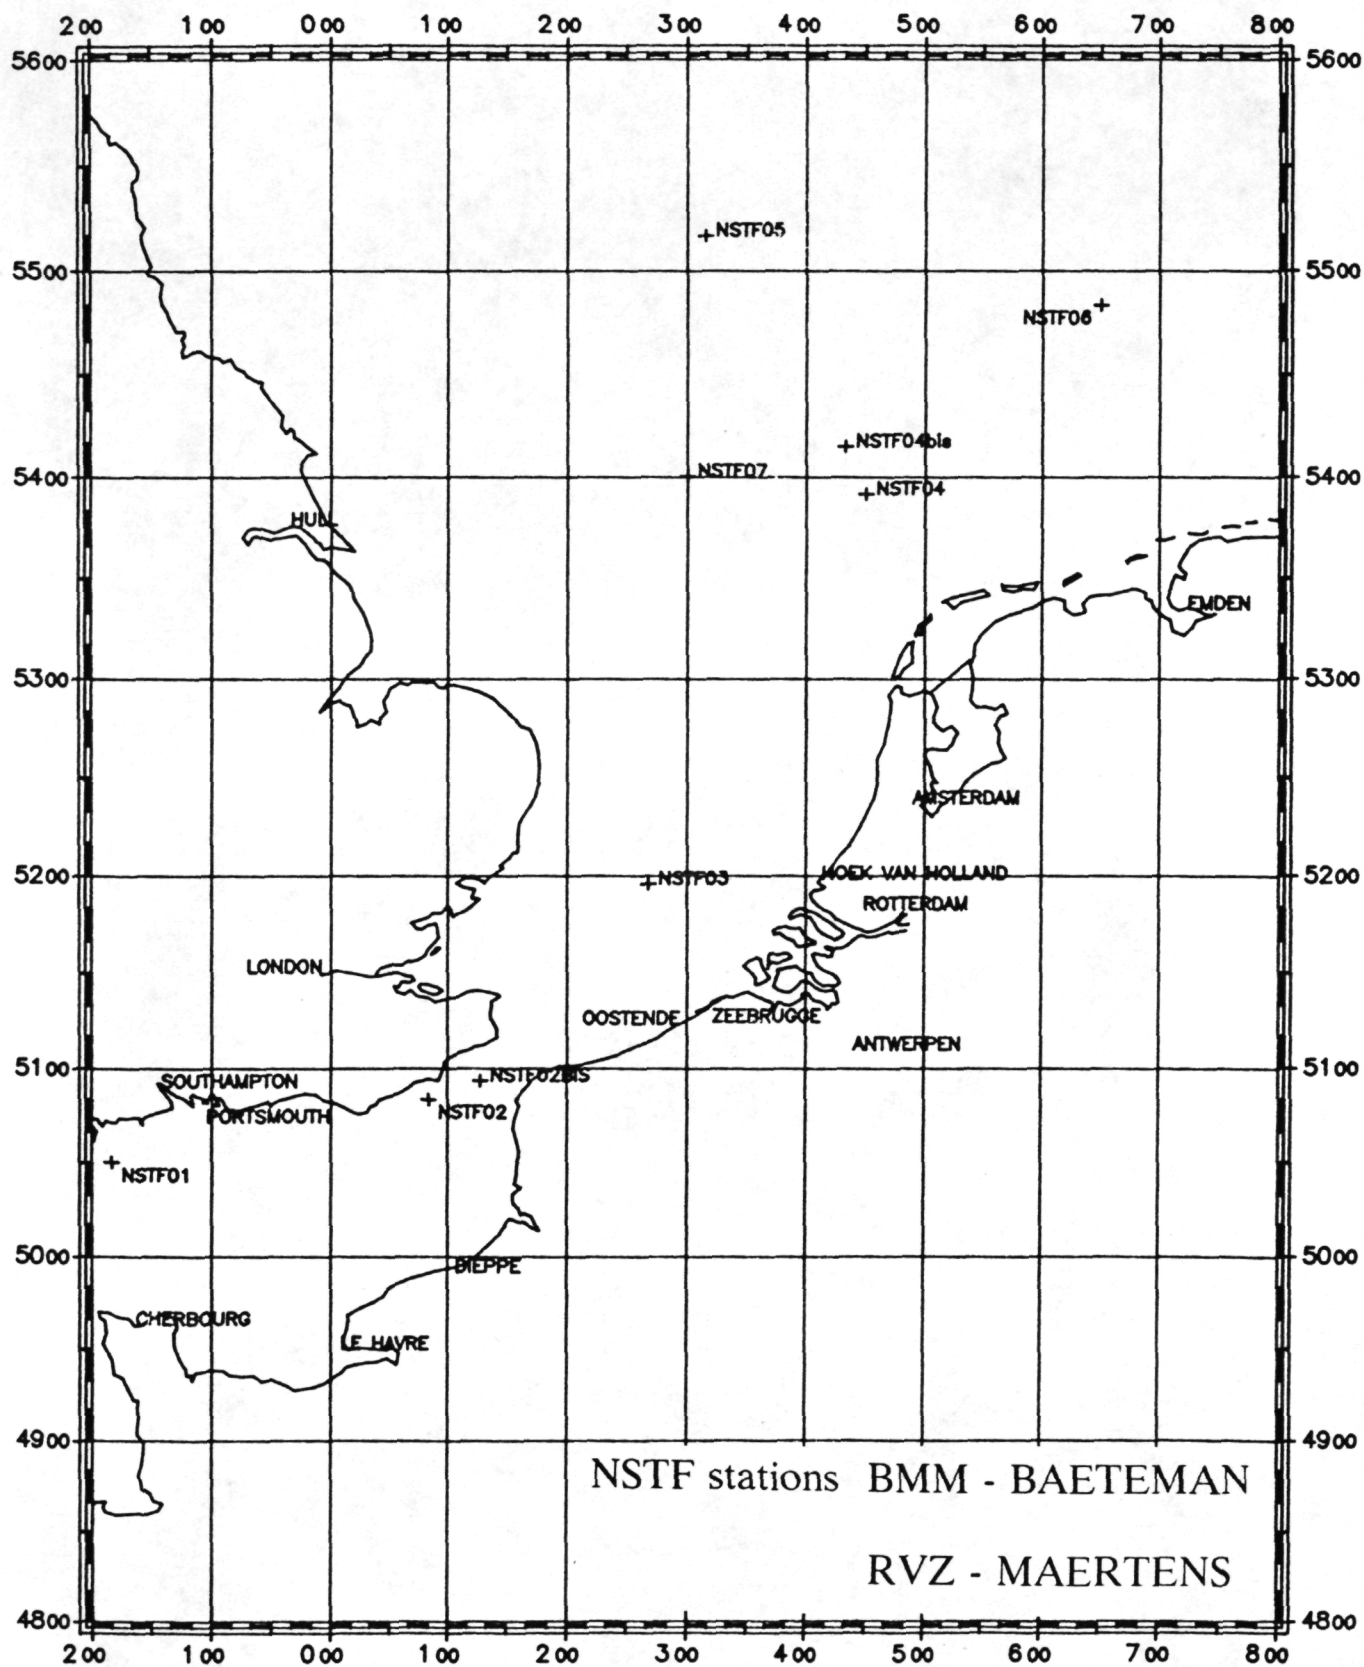 2 00 1 00 0 00 1 00 2 00 3 00 4 00 5 00 6 00 7 00 8 00
5600 5600
NSTF05
5500 5500
NSTF06
NSTF04bis
NSTF07
5400 5400
NSTF04
HULL
EMDEN
5300 5300
AMSTERDAM
5200 5200
NSTF03
HOEK VAN HOLLAND
ROTTERDAM
LONDON
OOSTENDE ZEEBRUGGE
ANTWERPEN
5100 5100
NSTF02BIS
SOUTHAMPTON
NSTF02
PORTSMOUTH
NSTF01
5000 5000
DIEPPE
CHERBOURG
LE HAVRE
4900 4900
NSTF stations BMM - BAETEMAN
RVZ - MAERTENS
4800 4800
2 00 1 00 0 00 1 00 2 00 3 00 4 00 5 00 6 00 7 00 8 00